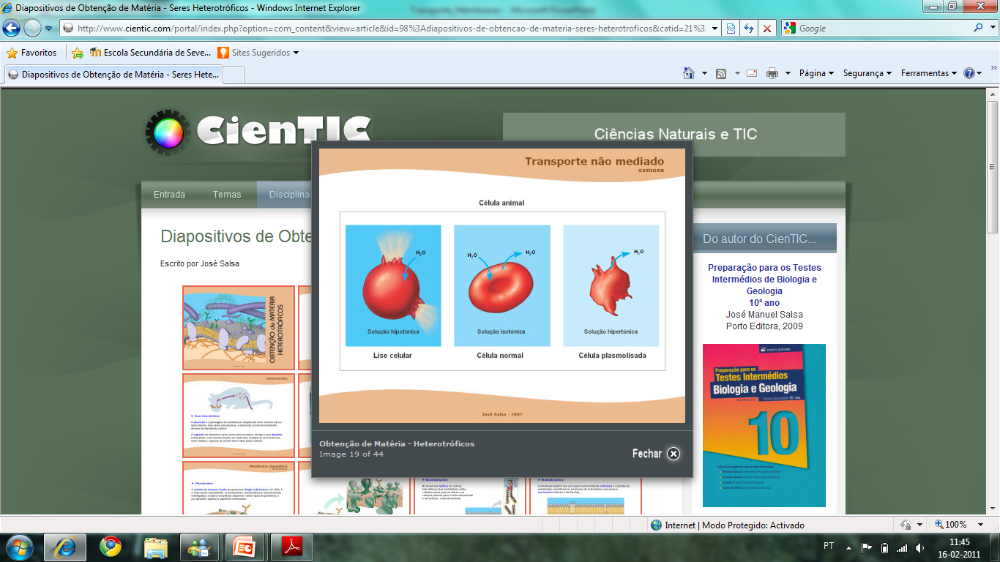 Diapositivos de Obtenção de Matéria - Seres Heterotróficos - Windows Internet Explorer
http://www.cientic.com/portal/index.php?option=com_content&view=article&id=98%3Adiapositivos-de-obtencao-de-materia-seres-heterotroficos&catid=21%3
Google
Favoritos
Escola Secundária de Seve...
Sites Sugeridos
Diapositivos de Obtenção de Matéria - Seres Hete...
Página
Segurança
Ferramentas
CienTIC
Ciências Naturais e TIC
Entrada
Temas
Disciplinas
Diapositivos de Obte
Escrito por José Salsa
OBTENÇÃO de MATÉRIA
HETEROTRÓFICOS
Heterotrofia
Seres heterotróficos
Membrana plasmática
Ultraestrutura
Bicamada lipídica
Bicamada lipídica
Transporte não mediado
osmose
Célula animal
H₂O
H₂O
H₂O
H₂O
Solução hipotónica
Solução isotónica
Solução hipertónica
Lise celular
Célula normal
Célula plasmolisada
José Salsa - 2007
Obtenção de Matéria - Heterotróficos
Image 19 of 44
Fechar
Do autor do CienTIC...
Preparação para os Testes
Intermédios de Biologia e
Geologia
10º ano
José Manuel Salsa
Porto Editora, 2009
PORTO EDITORA
Preparação para os
Testes Intermédios
Biologia e Geologia
10
Internet | Modo Protegido: Activado
100%
PT
11:45
16-02-2011